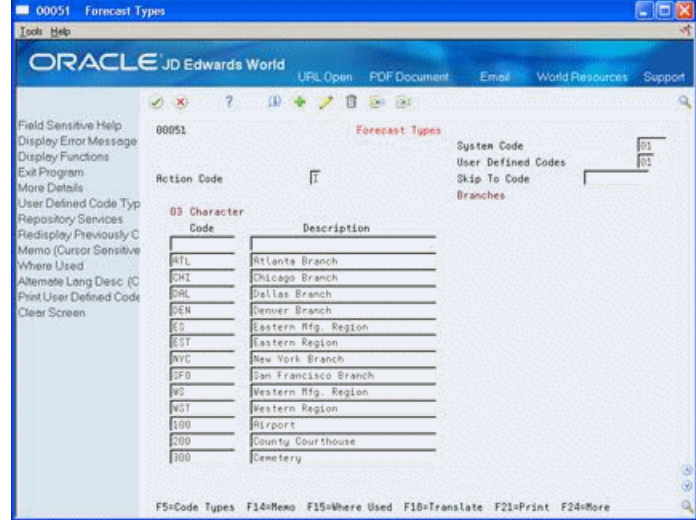 00051 Forecast Types
Tools Help
ORACLE JD Edwards World
URL Open PDF Document Email World Resources Support
Field Sensitive Help
Display Error Message
Display Functions
Exit Program
More Details
User Defined Code Typ
Repository Services
Redisplay Previously C
Memo (Cursor Sensitive
Where Used
Alternate Lang Desc (C
Print User Defined Code
Clear Screen
00051 Forecast Types
System Code 01
User Defined Codes 01
Action Code I Skip To Code
Branches
03 Character
Code Description
ATL Atlanta Branch
CHI Chicago Branch
DAL Dallas Branch
DEN Denver Branch
ES Eastern Mfg. Region
EST Eastern Region
NYC New York Branch
SFO San Francisco Branch
WS Western Mfg. Region
WST Western Region
100 Airport
200 County Courthouse
300 Cemetery
F5=Code Types F14=Memo F15=Where Used F18=Translate F21=Print F24=More